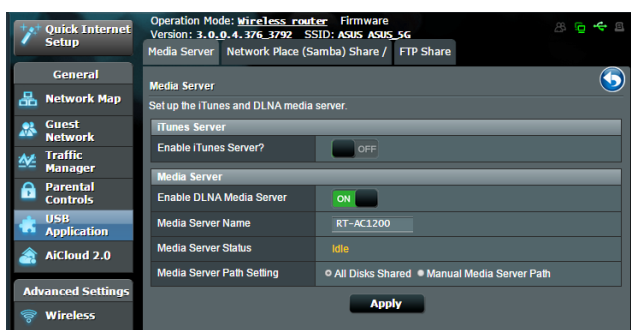 Operation Mode: Wireless router Firmware
Version: 3.0.0.4.376_3792 SSID: ASUS ASUS_5G
Quick Internet
Setup
General
Network Map
Guest
Network
Traffic
Manager
Parental
Controls
USB
Application
AiCloud 2.0
Advanced Settings
Wireless
Media Server Network Place (Samba) Share / FTP Share
Media Server
Set up the iTunes and DLNA media server.
iTunes Server
Enable iTunes Server? OFF
Media Server
Enable DLNA Media Server ON
Media Server Name RT-AC1200
Media Server Status Idle
Media Server Path Setting All Disks Shared Manual Media Server Path
Apply